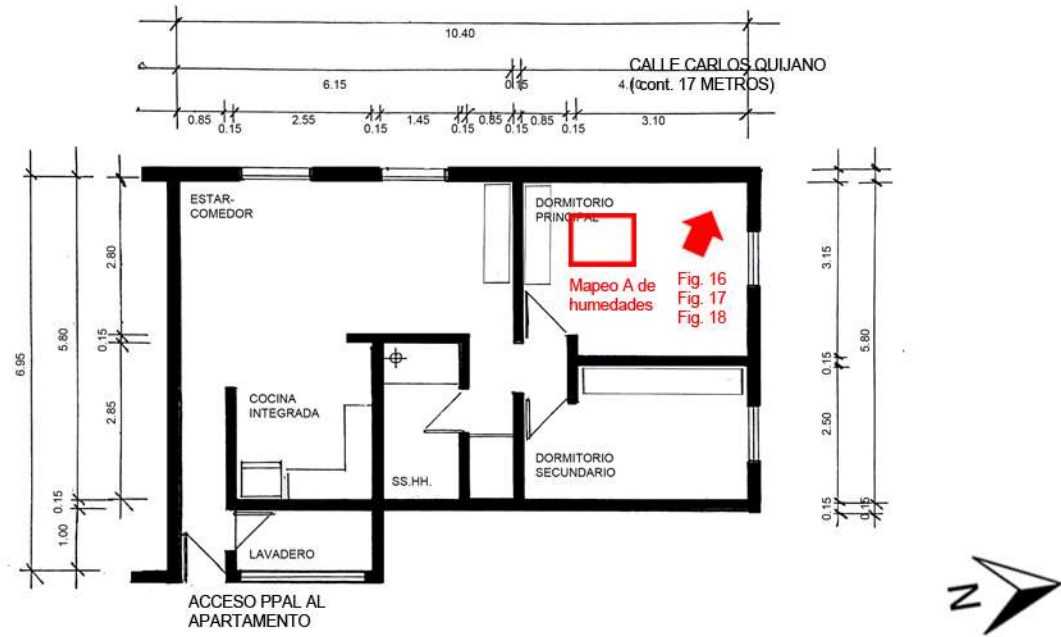 10.40
CALLE CARLOS QUIJANO
(cont. 17 METROS)
6.15
0.15
4.10
0.85
0.15
2.55
0.15
1.45
0.15
0.85
0.15
0.85
0.15
3.10
ESTAR-
COMEDOR
DORMITORIO
PRINCIPAL
Mapeo A de
humedades
Fig. 16
Fig. 17
Fig. 18
6.95
5.80
2.80
0.15
2.85
0.15
1.00
3.15
0.15
2.50
0.15
5.80
0.15
COCINA
INTEGRADA
SS.HH.
DORMITORIO
SECUNDARIO
LAVADERO
ACCESO PPAL AL
APARTAMENTO
N